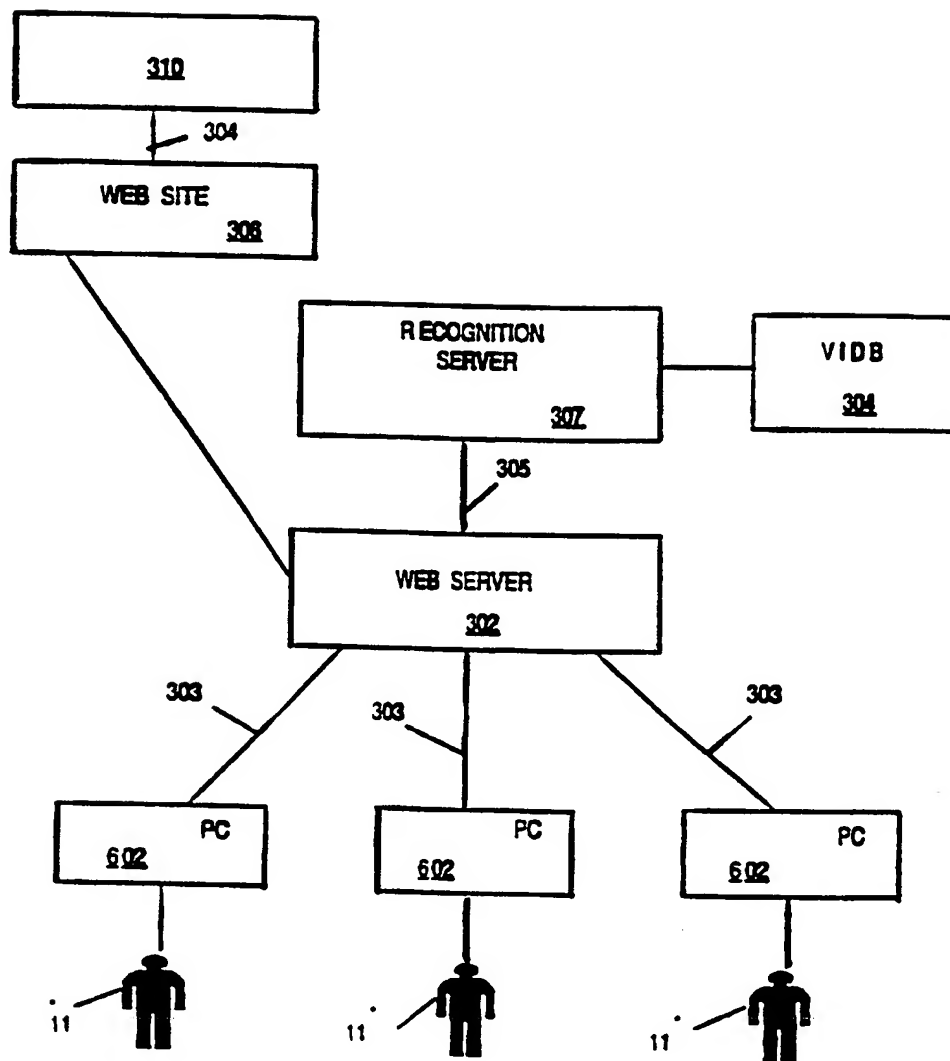 310
304
WEB SITE
306
RECOGNITION
SERVER
307
VIDB
304
305
WEB SERVER
302
303
303
303
PC
602
PC
602
PC
602
11
11
11